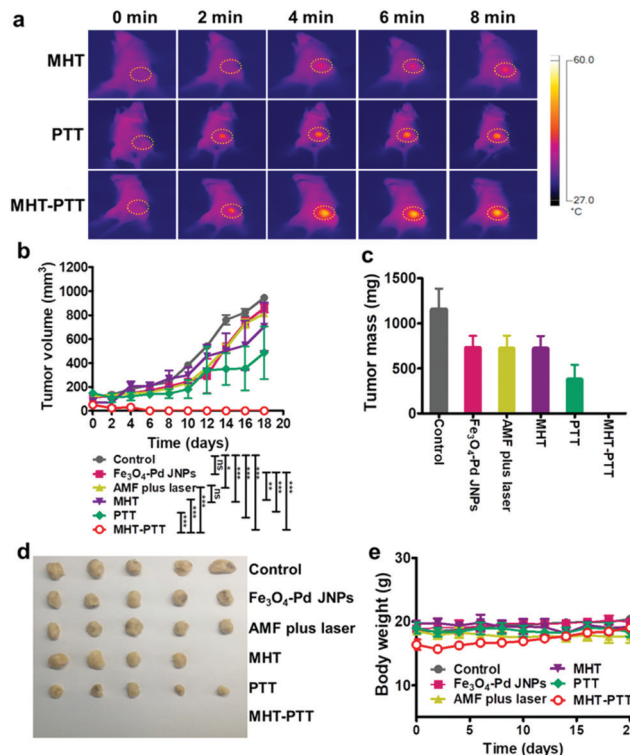 a
0 min 2 min 4 min 6 min 8 min
MHT
PTT
MHT-PTT
60.0
27.0
°C
b
Tumor volume (mm³)
1200
1000
800
600
400
200
0
0 2 4 6 8 10 12 14 16 18 20
Time (days)
Control
Fe₃O₄-Pd JNPs
AMF plus laser
MHT
PTT
MHT-PTT
ns
ns
*
***
***
***
***
***
***
**
**
***
c
Tumor mass (mg)
1500
1000
500
0
Control
Fe₃O₄-Pd JNPs
AMF plus laser
MHT
PTT
MHT-PTT
d
Control
Fe₃O₄-Pd JNPs
AMF plus laser
MHT
PTT
MHT-PTT
e
Body weight (g)
30
20
10
Control MHT
Fe₃O₄-Pd JNPs PTT
AMF plus laser MHT-PTT
0 5 10 15 20
Time (days)